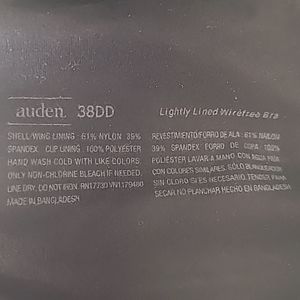 auden. 38DD
Lightly Lined Wirefree Bra
SHELL/WING LINING : 61% NYLON 39%
SPANDEX CUP LINING : 100% POLYESTER
HAND WASH COLD WITH LIKE COLORS.
ONLY NON-CHLORINE BLEACH IF NEEDED.
LINE DRY. DO NOT IRON. RN17730 VN1179480
MADE IN BANGLADESH
REVESTIMIENTO/FORRO DE ALA : 61% NAILON
39% SPANDEX FORRO DE COPA : 100%
POLIÉSTER LAVAR A MANO CON AGUA FRÍA
CON COLORES SIMILARES. SÓLO BLANQUEADOR
SIN CLORO SI ES NECESARIO. TENDER PARA
SECAR NO PLANCHAR HECHO EN BANGLADESH